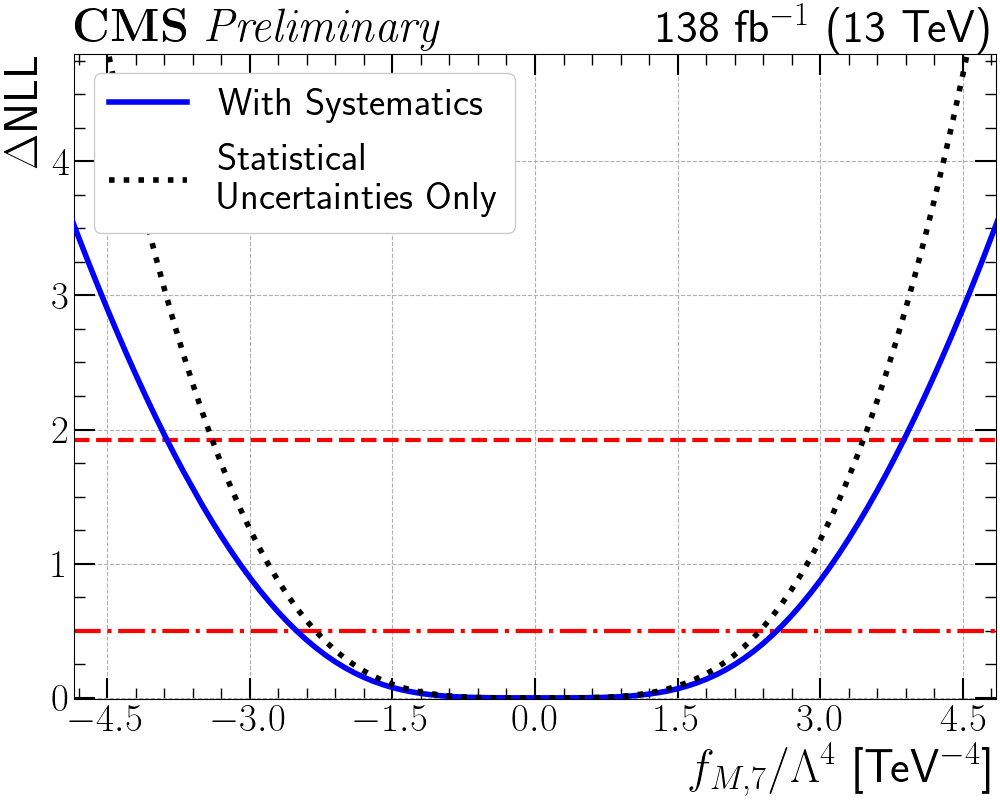 CMS Preliminary 138 fb⁻¹ (13 TeV)
ΔNLL
With Systematics
Statistical
Uncertainties Only
4
3
2
1
0
−4.5 −3.0 −1.5 0.0 1.5 3.0 4.5
f_{M,7}/Λ⁴ [TeV⁻⁴]